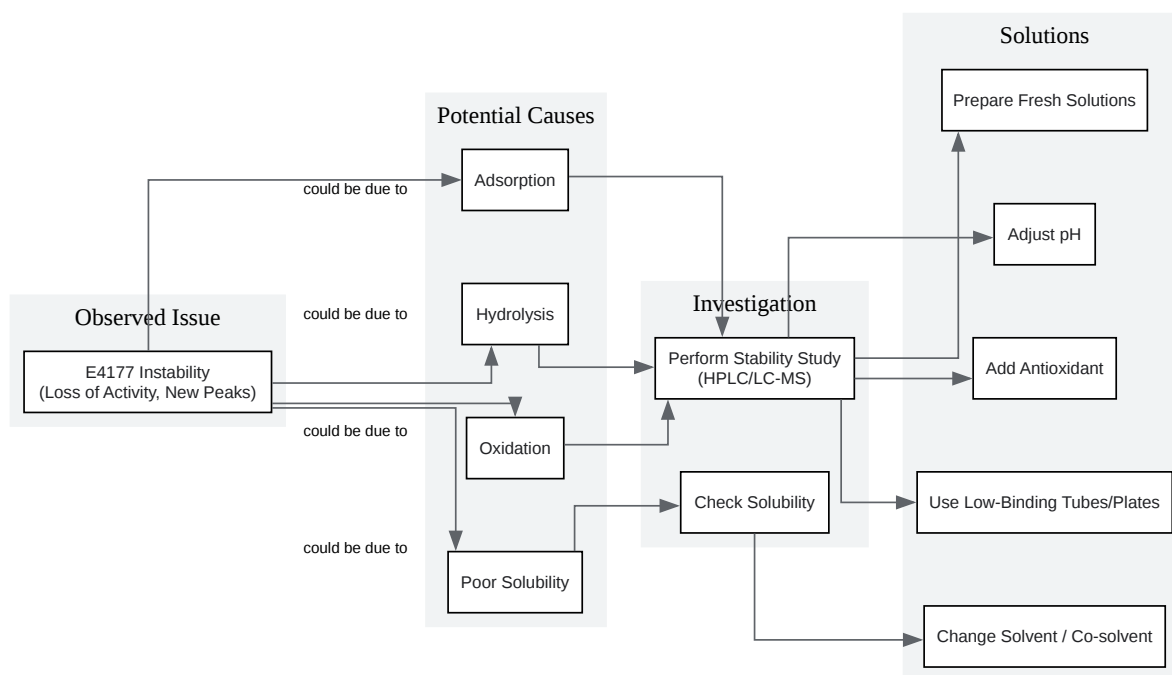 Observed Issue
E4177 Instability
(Loss of Activity, New Peaks)
could be due to
could be due to
could be due to
could be due to
Potential Causes
Adsorption
Hydrolysis
Oxidation
Poor Solubility
Investigation
Perform Stability Study
(HPLC/LC-MS)
Check Solubility
Solutions
Prepare Fresh Solutions
Adjust pH
Add Antioxidant
Use Low-Binding Tubes/Plates
Change Solvent / Co-solvent